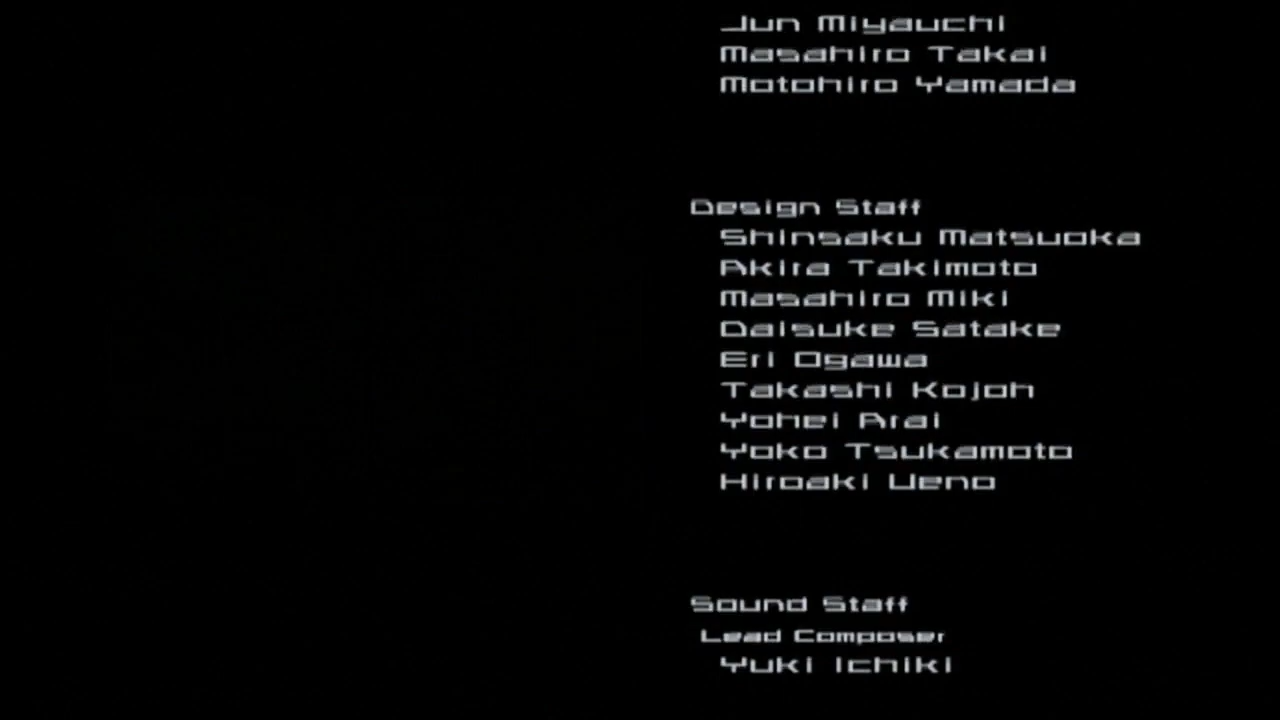 Jun Miyauchi
Masahiro Takai
Motohiro Yamada
Design Staff
Shinsaku Matsuoka
Akira Takimoto
Masahiro Miki
Daisuke Satake
Eri Ogawa
Takashi Kojoh
Yohei Arai
Yoko Tsukamoto
Hiroaki Ueno
Sound Staff
Lead Composer
Yuki Ichiki